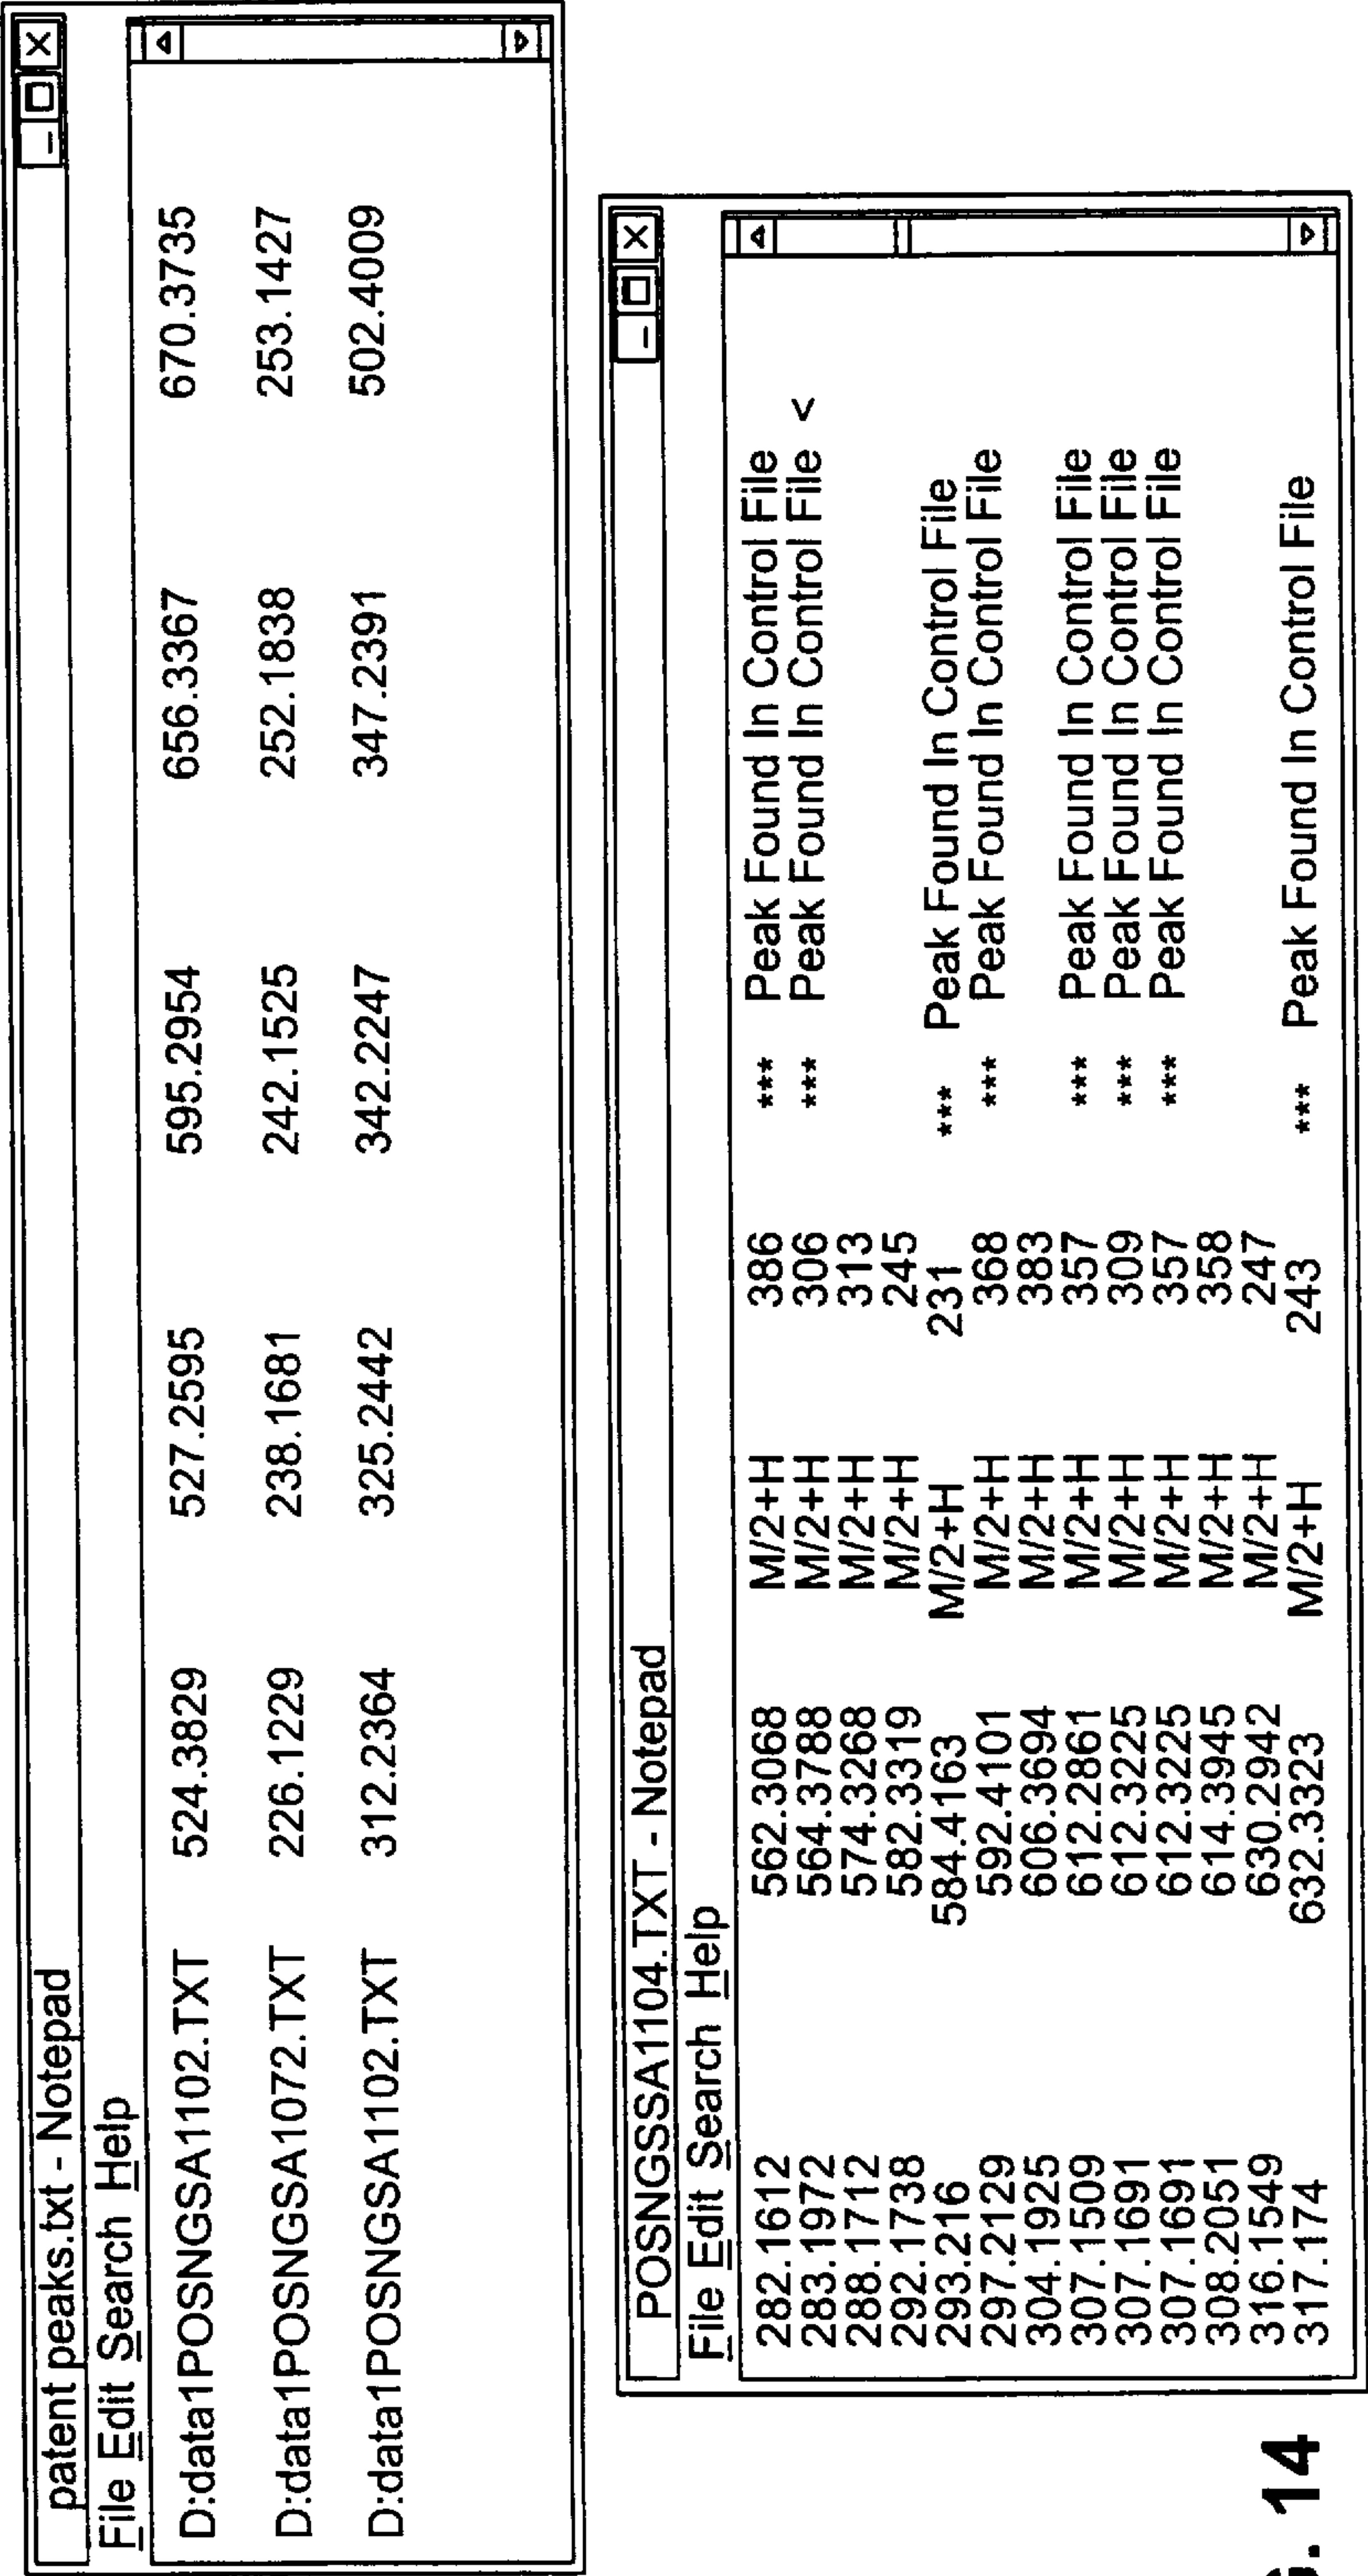 patent peaks.txt - Notepad
File Edit Search Help
D:data1POSNGSA1102.TXT 524.3829 527.2595 595.2954 656.3367 670.3735
D:data1POSNGSA1072.TXT 226.1229 238.1681 242.1525 252.1838 253.1427
D:data1POSNGSA1102.TXT 312.2364 325.2442 342.2247 347.2391 502.4009
POSNGSSA1104.TXT - Notepad
File Edit Search Help
282.1612 562.3068 M/2+H 386 *** Peak Found In Control File
283.1972 564.3788 M/2+H 306 *** Peak Found In Control File <
288.1712 574.3268 M/2+H 313
292.1738 582.3319 M/2+H 245
293.216 584.4163 M/2+H 231 *** Peak Found In Control File
297.2129 592.4101 M/2+H 368 *** Peak Found In Control File
304.1925 606.3694 M/2+H 383
307.1509 612.2861 M/2+H 357 *** Peak Found In Control File
307.1691 612.3225 M/2+H 309 *** Peak Found In Control File
307.1691 612.3225 M/2+H 357 *** Peak Found In Control File
308.2051 614.3945 M/2+H 358
316.1549 630.2942 M/2+H 247
317.174 632.3323 M/2+H 243 *** Peak Found In Control File
14